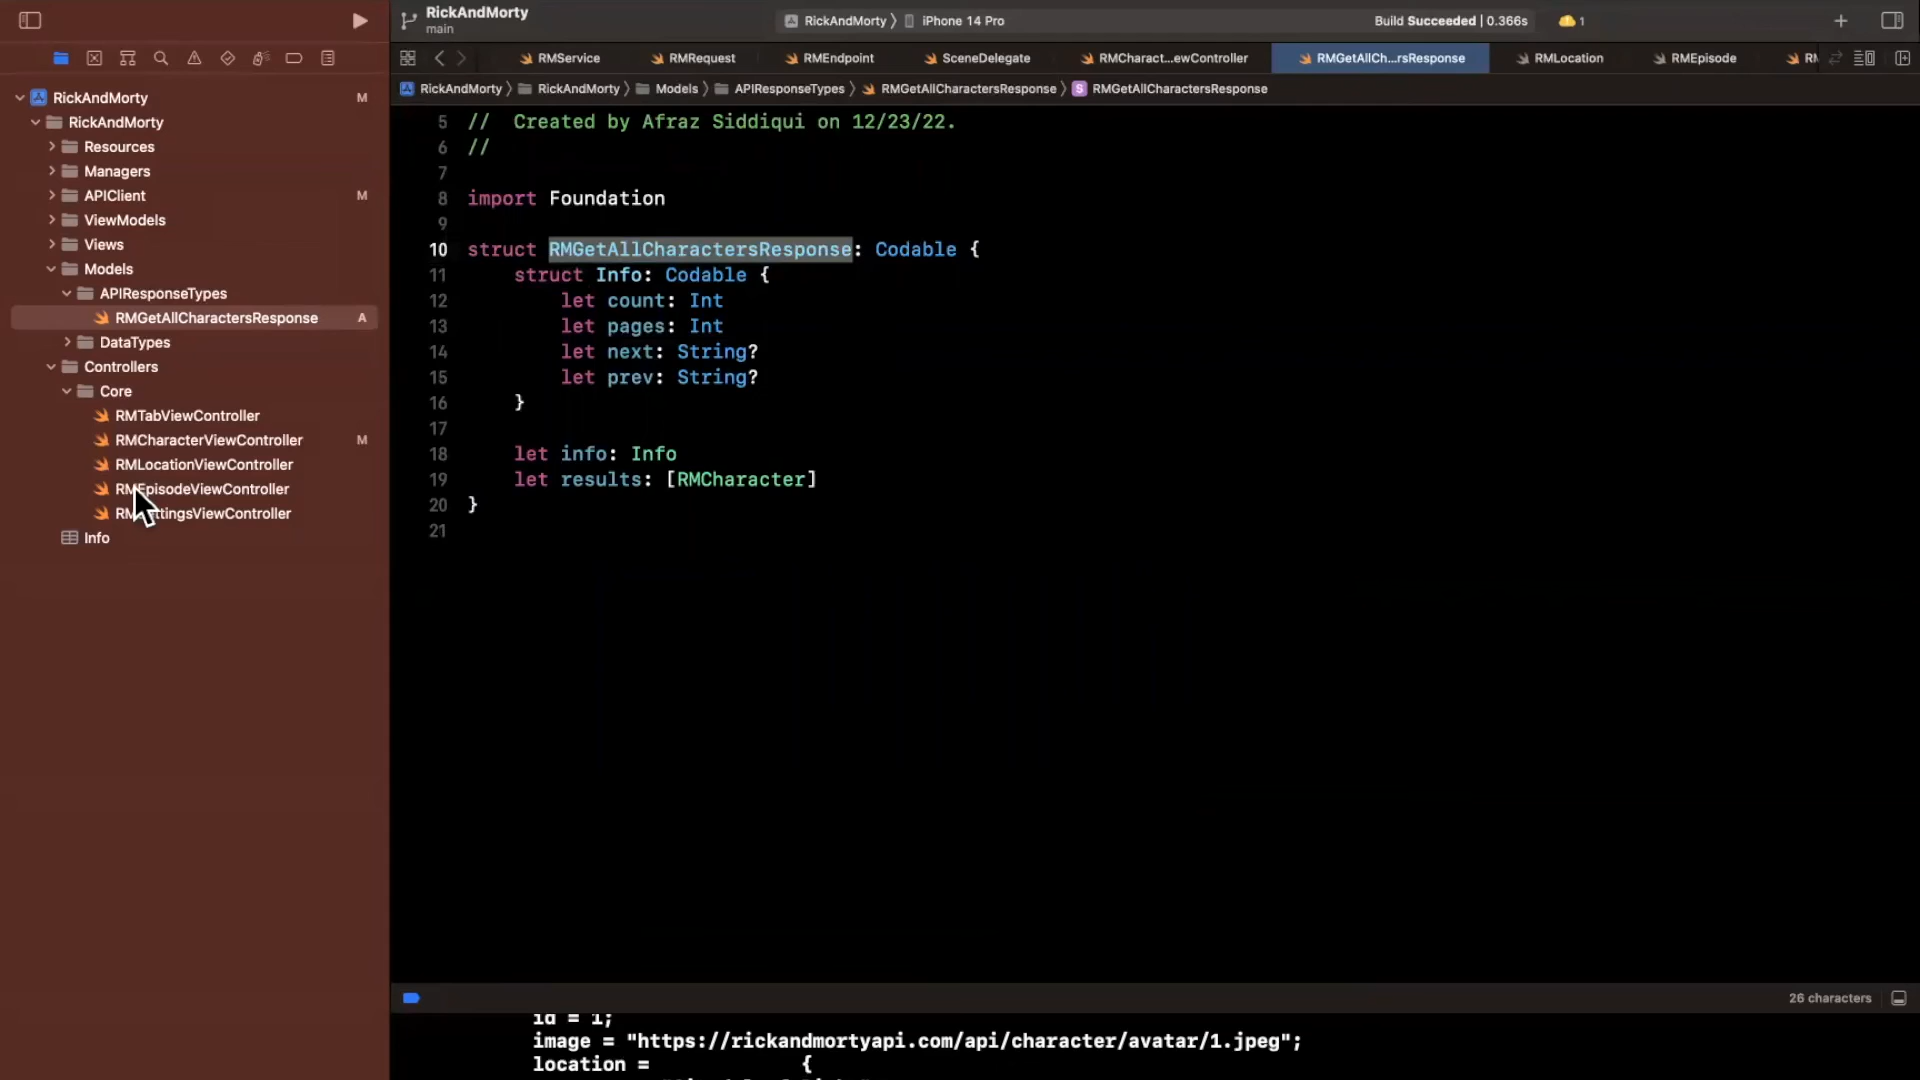 RickAndMorty
main
RickAndMorty
iPhone 14 Pro
Build Succeeded | 0.366s
1
RMService
RMRequest
RMEndpoint
SceneDelegate
RMCharact...ewController
RMGetAllCh...rsResponse
RMLocation
RMEpisode
RickAndMorty
RickAndMorty
Models
APIResponseTypes
RMGetAllCharactersResponse
S
RMGetAllCharactersResponse
RickAndMorty M
RickAndMorty
Resources
Managers
APIClient M
ViewModels
Views
Models
APIResponseTypes
RMGetAllCharactersResponse A
DataTypes
Controllers
Core
RMTabViewController
RMCharacterViewController M
RMLocationViewController
RMEpisodeViewController
Info
5 // Created by Afraz Siddiqui on 12/23/22.
6 //
7
8 import Foundation
9
10 struct RMGetAllCharactersResponse: Codable {
11 struct Info: Codable {
12 let count: Int
13 let pages: Int
14 let next: String?
15 let prev: String?
16 }
17
18 let info: Info
19 let results: [RMCharacter]
20 }
21
26 characters
id = 1;
image = "https://rickandmortyapi.com/api/character/avatar/1.jpeg";
location = {